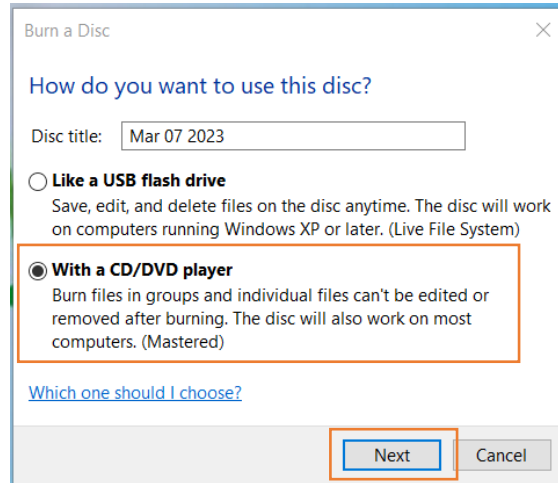 Burn a Disc
How do you want to use this disc?
Disc title: Mar 07 2023
Like a USB flash drive
Save, edit, and delete files on the disc anytime. The disc will work
on computers running Windows XP or later. (Live File System)
With a CD/DVD player
Burn files in groups and individual files can't be edited or
removed after burning. The disc will also work on most
computers. (Mastered)
Which one should I choose?
Next Cancel